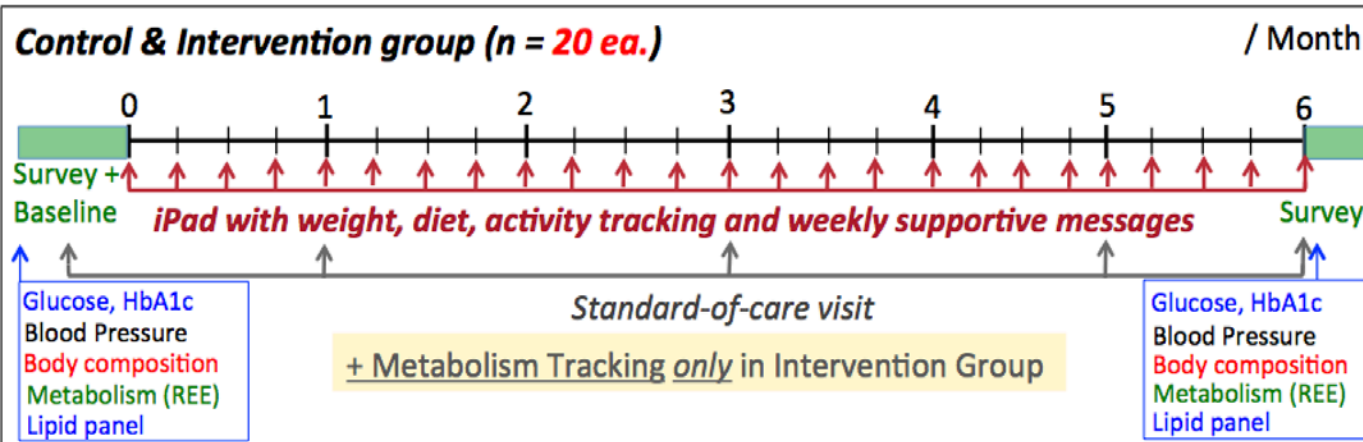 Control & Intervention group (n = 20 ea.)
/ Month
0 1 2 3 4 5 6
Survey +
Baseline
iPad with weight, diet, activity tracking and weekly supportive messages
Survey
Standard-of-care visit
+ Metabolism Tracking only in Intervention Group
Glucose, HbA1c
Blood Pressure
Body composition
Metabolism (REE)
Lipid panel
Glucose, HbA1c
Blood Pressure
Body composition
Metabolism (REE)
Lipid panel